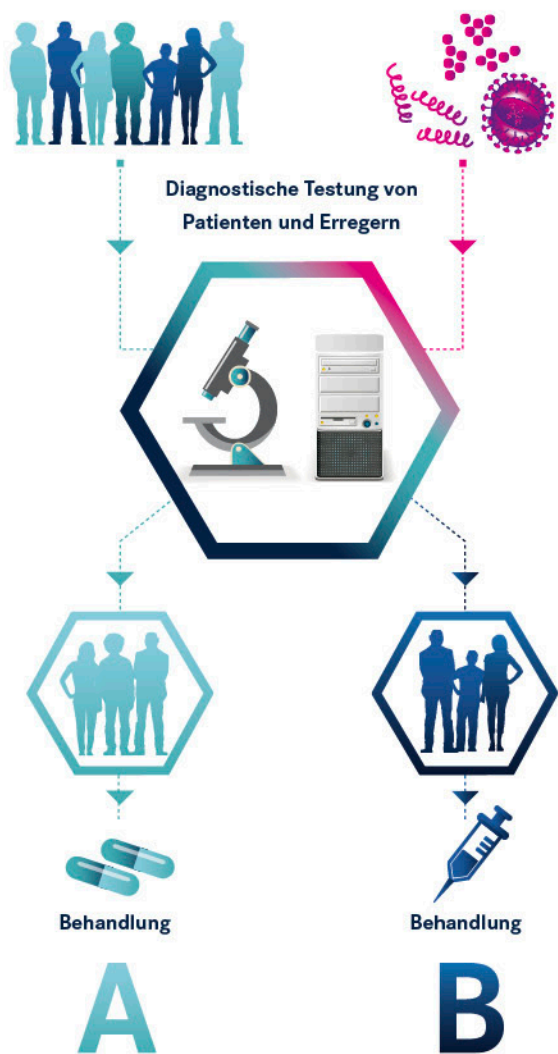 Diagnostische Testung von
Patienten und Erregern
Behandlung
A
Behandlung
B